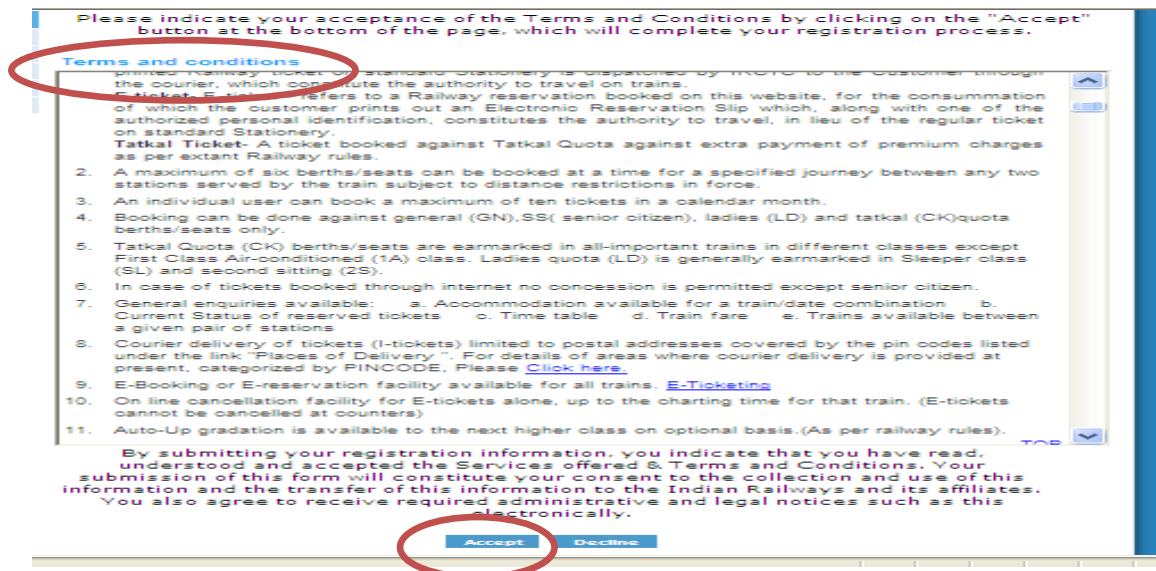 Please indicate your acceptance of the Terms and Conditions by clicking on the "Accept"
button at the bottom of the page, which will complete your registration process.
Terms and conditions
printed Railway ticket on standard Stationery is dispatched by IRCTC to the Customer through
the courier, which constitute the authority to travel on trains.
E-ticket- E-ticket refers to a Railway reservation booked on this website, for the consummation
of which the customer prints out an Electronic Reservation Slip which, along with one of the
authorized personal identification, constitutes the authority to travel, in lieu of the regular ticket
on standard Stationery.
Tatkal Ticket- A ticket booked against Tatkal Quota against extra payment of premium charges
as per extant Railway rules.
2. A maximum of six berths/seats can be booked at a time for a specified journey between any two
stations served by the train subject to distance restrictions in force.
3. An individual user can book a maximum of ten tickets in a calendar month.
4. Booking can be done against general (GN),SS( senior citizen), ladies (LD) and tatkal (CK)quota
berths/seats only.
5. Tatkal Quota (CK) berths/seats are earmarked in all-important trains in different classes except
First Class Air-conditioned (1A) class. Ladies quota (LD) is generally earmarked in Sleeper class
(SL) and second sitting (2S).
6. In case of tickets booked through internet no concession is permitted except senior citizen.
7. General enquiries available: a. Accommodation available for a train/date combination b.
Current Status of reserved tickets c. Time table d. Train fare e. Trains available between
a given pair of stations
8. Courier delivery of tickets (I-tickets) limited to postal addresses covered by the pin codes listed
under the link "Places of Delivery ". For details of areas where courier delivery is provided at
present, categorized by PINCODE, Please Click here.
9. E-Booking or E-reservation facility available for all trains. E-Ticketing
10. On line cancellation facility for E-tickets alone, up to the charting time for that train. (E-tickets
cannot be cancelled at counters)
11. Auto-Up gradation is available to the next higher class on optional basis.(As per railway rules).
TOP
By submitting your registration information, you indicate that you have read,
understood and accepted the Services offered & Terms and Conditions. Your
submission of this form will constitute your consent to the collection and use of this
information and the transfer of this information to the Indian Railways and its affiliates.
You also agree to receive required administrative and legal notices such as this
electronically.
Accept Decline